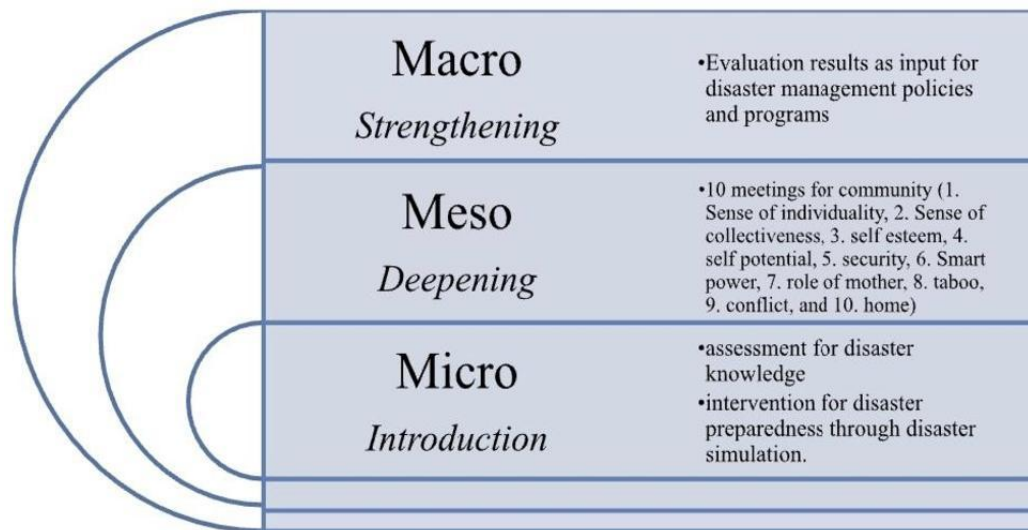 Macro
Strengthening
•Evaluation results as input for
disaster management policies
and programs
Meso
Deepening
•10 meetings for community (1.
Sense of individuality, 2. Sense of
collectiveness, 3. self esteem, 4.
self potential, 5. security, 6. Smart
power, 7. role of mother, 8. taboo,
9. conflict, and 10. home)
Micro
Introduction
•assessment for disaster
knowledge
•intervention for disaster
preparedness through disaster
simulation.